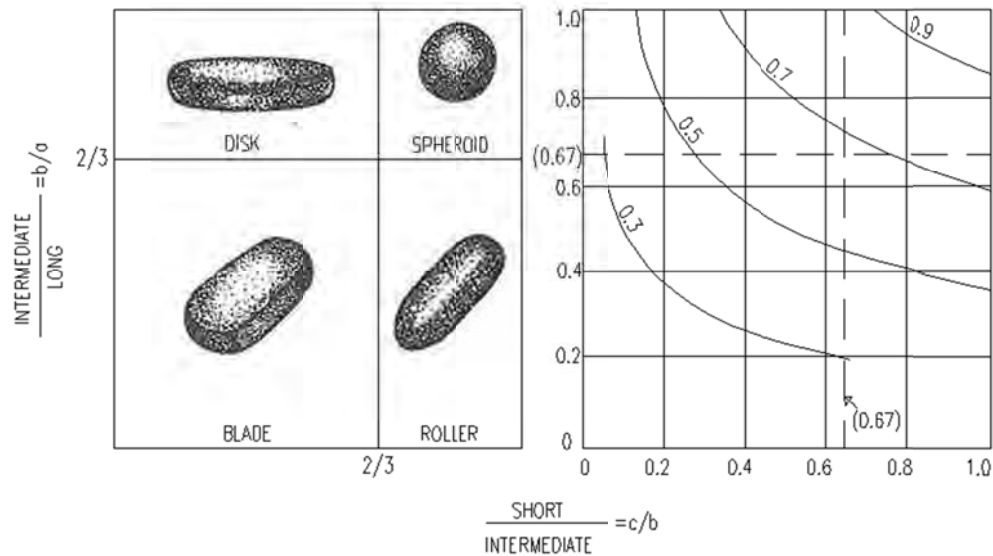 DISK
SPHEROID
2/3
INTERMEDIATE
LONG
=b/a
BLADE
ROLLER
2/3
1.0
0.8
(0.67)
0.6
0.4
0.2
0
0.9
0.7
0.5
0.3
(0.67)
0
0.2
0.4
0.6
0.8
1.0
SHORT
INTERMEDIATE
=c/b